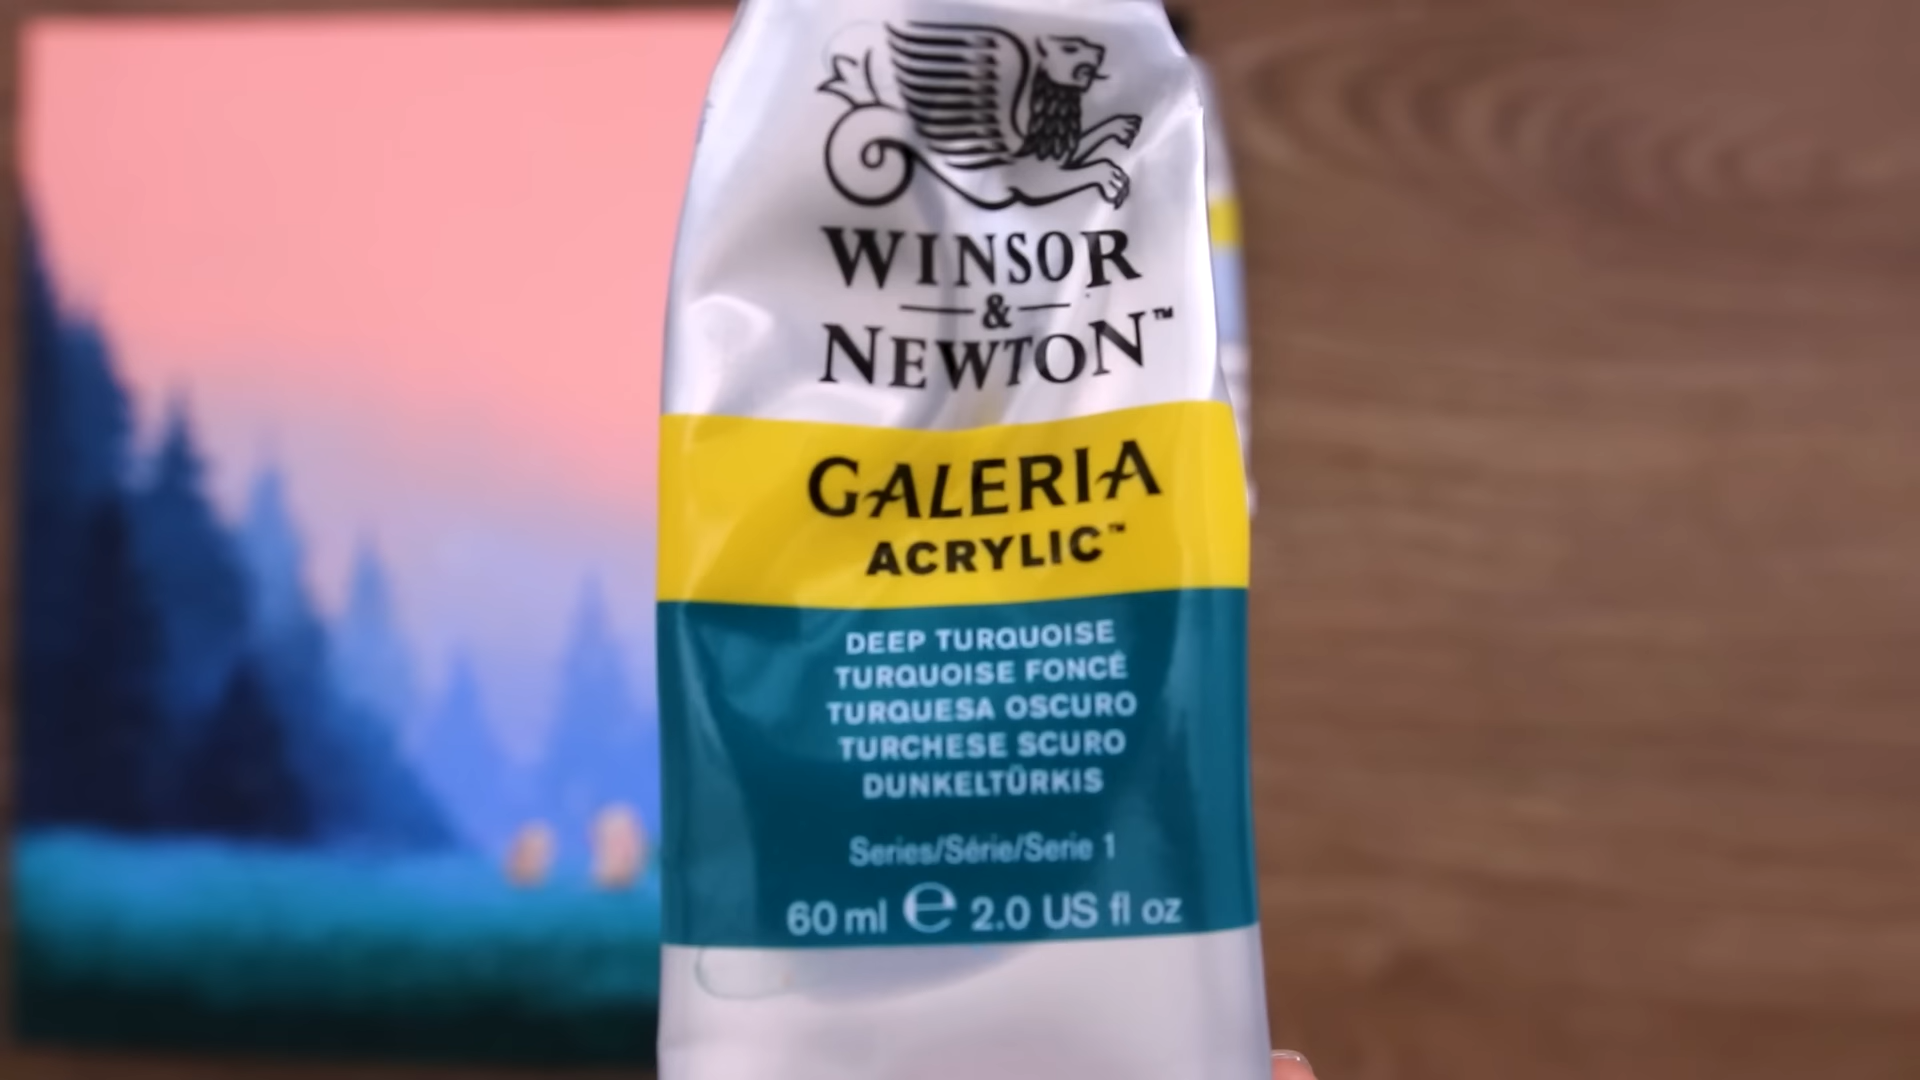 WINSOR
&
NEWTON™
GALERIA
ACRYLIC™
DEEP TURQUOISE
TURQUOISE FONCÉ
TURQUESA OSCURO
TURCHESE SCURO
DUNKELTÜRKIS
Series/Série/Serie 1
60 ml e 2.0 US fl oz